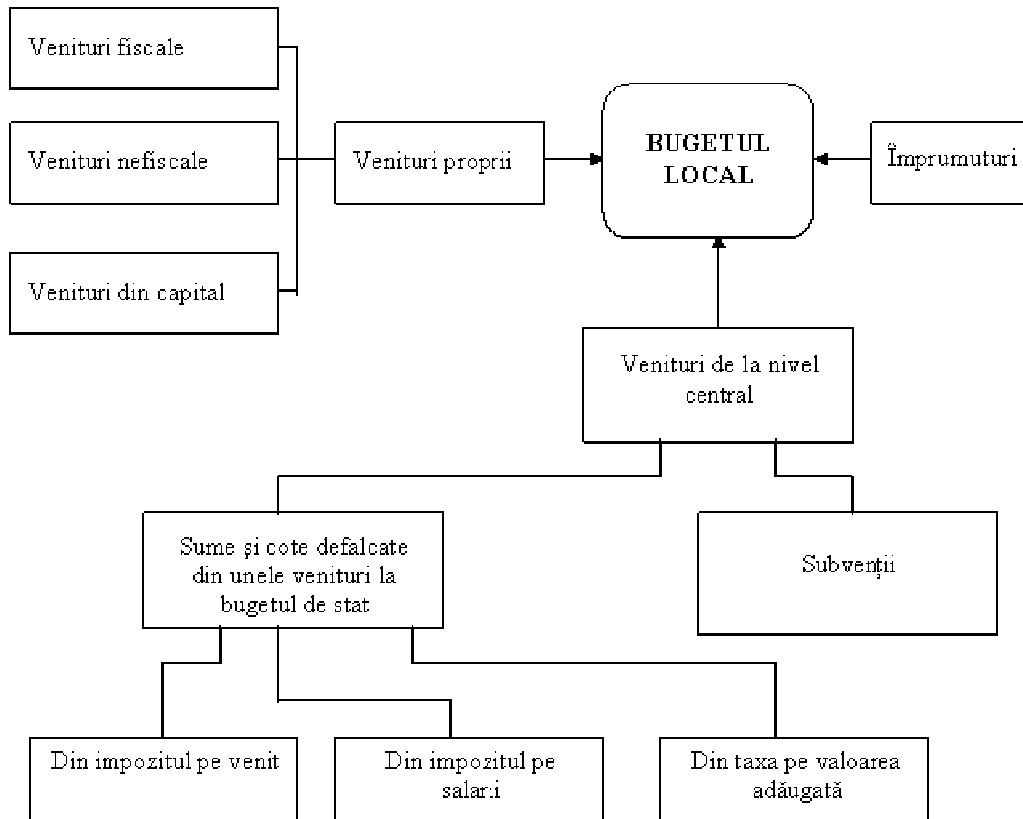 Venituri fiscale
Venituri nefiscale
Venituri din capital
Venituri proprii
BUGETUL
LOCAL
Împrumuturi
Venituri de la nivel
central
Sume şi cote defalcate
din unele venituri la
bugetul de stat
Subvenţii
Din impozitul pe venit
Din impozitul pe
salarii
Din taxa pe valoarea
adăugată